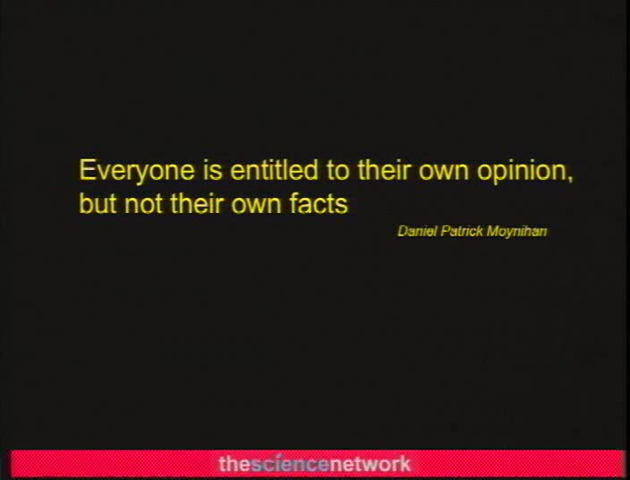 Everyone is entitled to their own opinion,
but not their own facts
Daniel Patrick Moynihan
thesciencenetwork